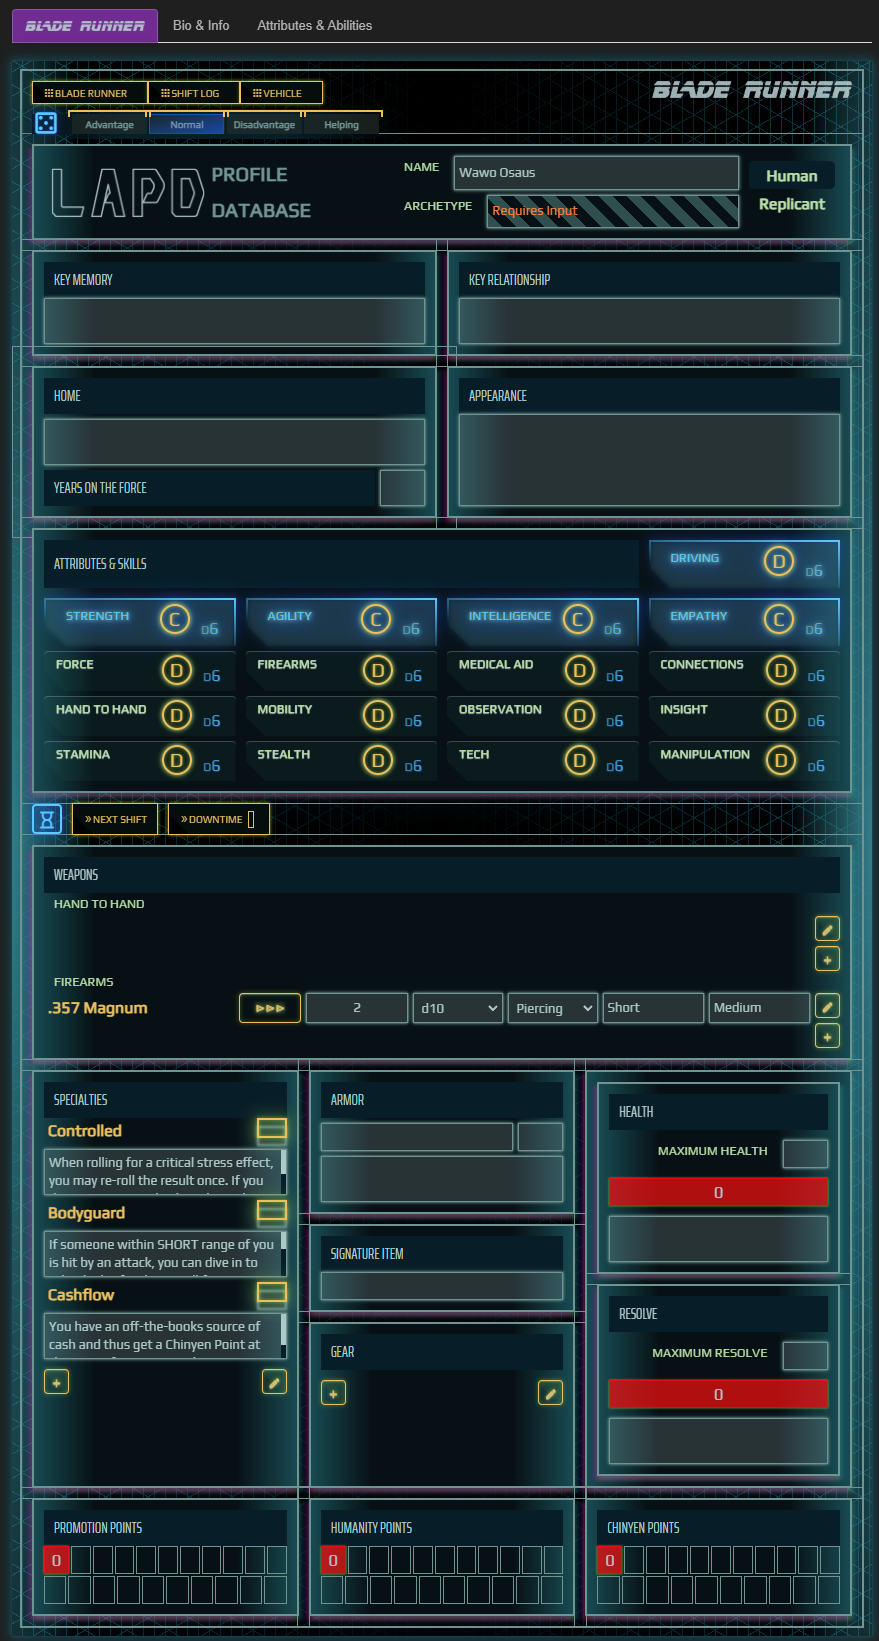 BLADE RUNNER Bio & Info Attributes & Abilities
BLADE RUNNER SHIFT LOG VEHICLE BLADE RUNNER
Advantage Normal Disadvantage Helping
LAPD PROFILE DATABASE
NAME Wawo Osaus Human
ARCHETYPE Requires Input Replicant
KEY MEMORY KEY RELATIONSHIP
HOME APPEARANCE
YEARS ON THE FORCE
ATTRIBUTES & SKILLS DRIVING D D6
STRENGTH C D6 AGILITY C D6 INTELLIGENCE C D6 EMPATHY C D6
FORCE D D6 FIREARMS D D6 MEDICAL AID D D6 CONNECTIONS D D6
HAND TO HAND D D6 MOBILITY D D6 OBSERVATION D D6 INSIGHT D D6
STAMINA D D6 STEALTH D D6 TECH D D6 MANIPULATION D D6
» NEXT SHIFT » DOWNTIME
WEAPONS
HAND TO HAND
+
FIREARMS
.357 Magnum 2 d10 Piercing Short Medium
+
SPECIALTIES
Controlled
When rolling for a critical stress effect,
you may re-roll the result once. If you
Bodyguard
If someone within SHORT range of you
is hit by an attack, you can dive in to
Cashflow
You have an off-the-books source of
cash and thus get a Chinyen Point at
+
ARMOR
SIGNATURE ITEM
GEAR
+
HEALTH
MAXIMUM HEALTH
0
RESOLVE
MAXIMUM RESOLVE
0
PROMOTION POINTS HUMANITY POINTS CHINYEN POINTS
0 0 0